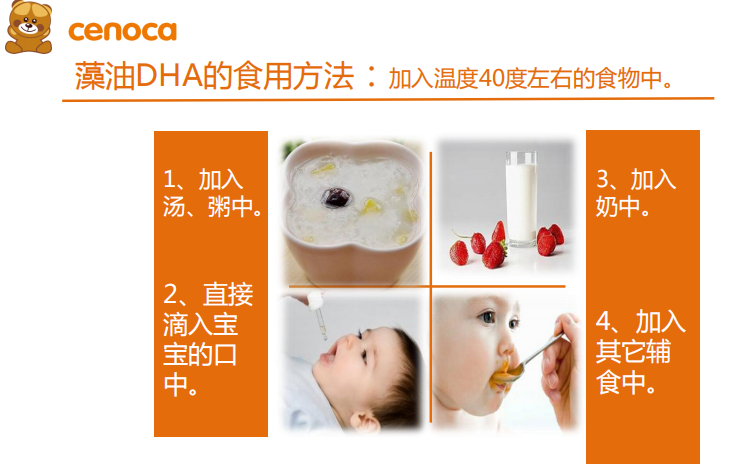 cenoca
藻油DHA的食用方法：加入温度40度左右的食物中。
1、加入
汤、粥中。
2、直接
滴入宝
宝的口
中。
3、加入
奶中。
4、加入
其它辅
食中。